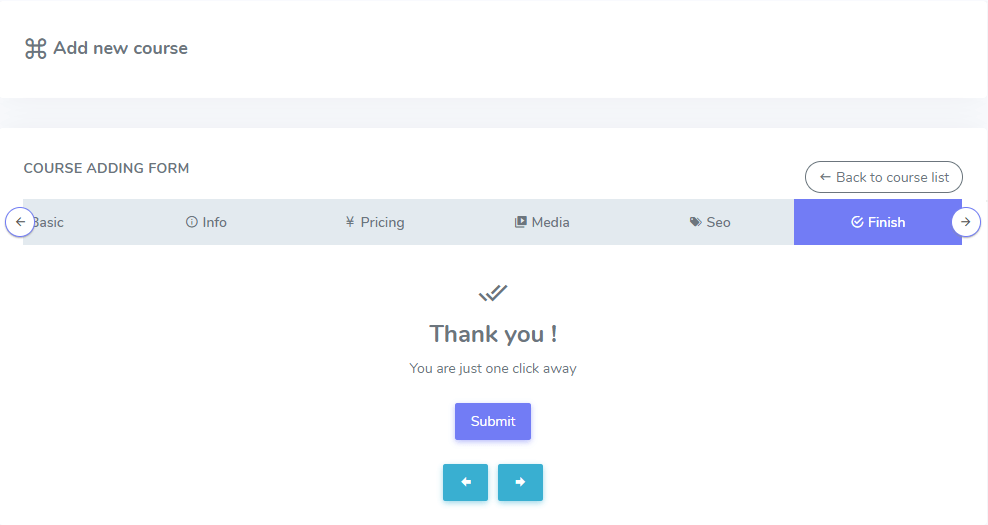 Add new course
COURSE ADDING FORM
← Back to course list
Basic
Info
¥ Pricing
Media
Seo
Finish
Thank you !
You are just one click away
Submit